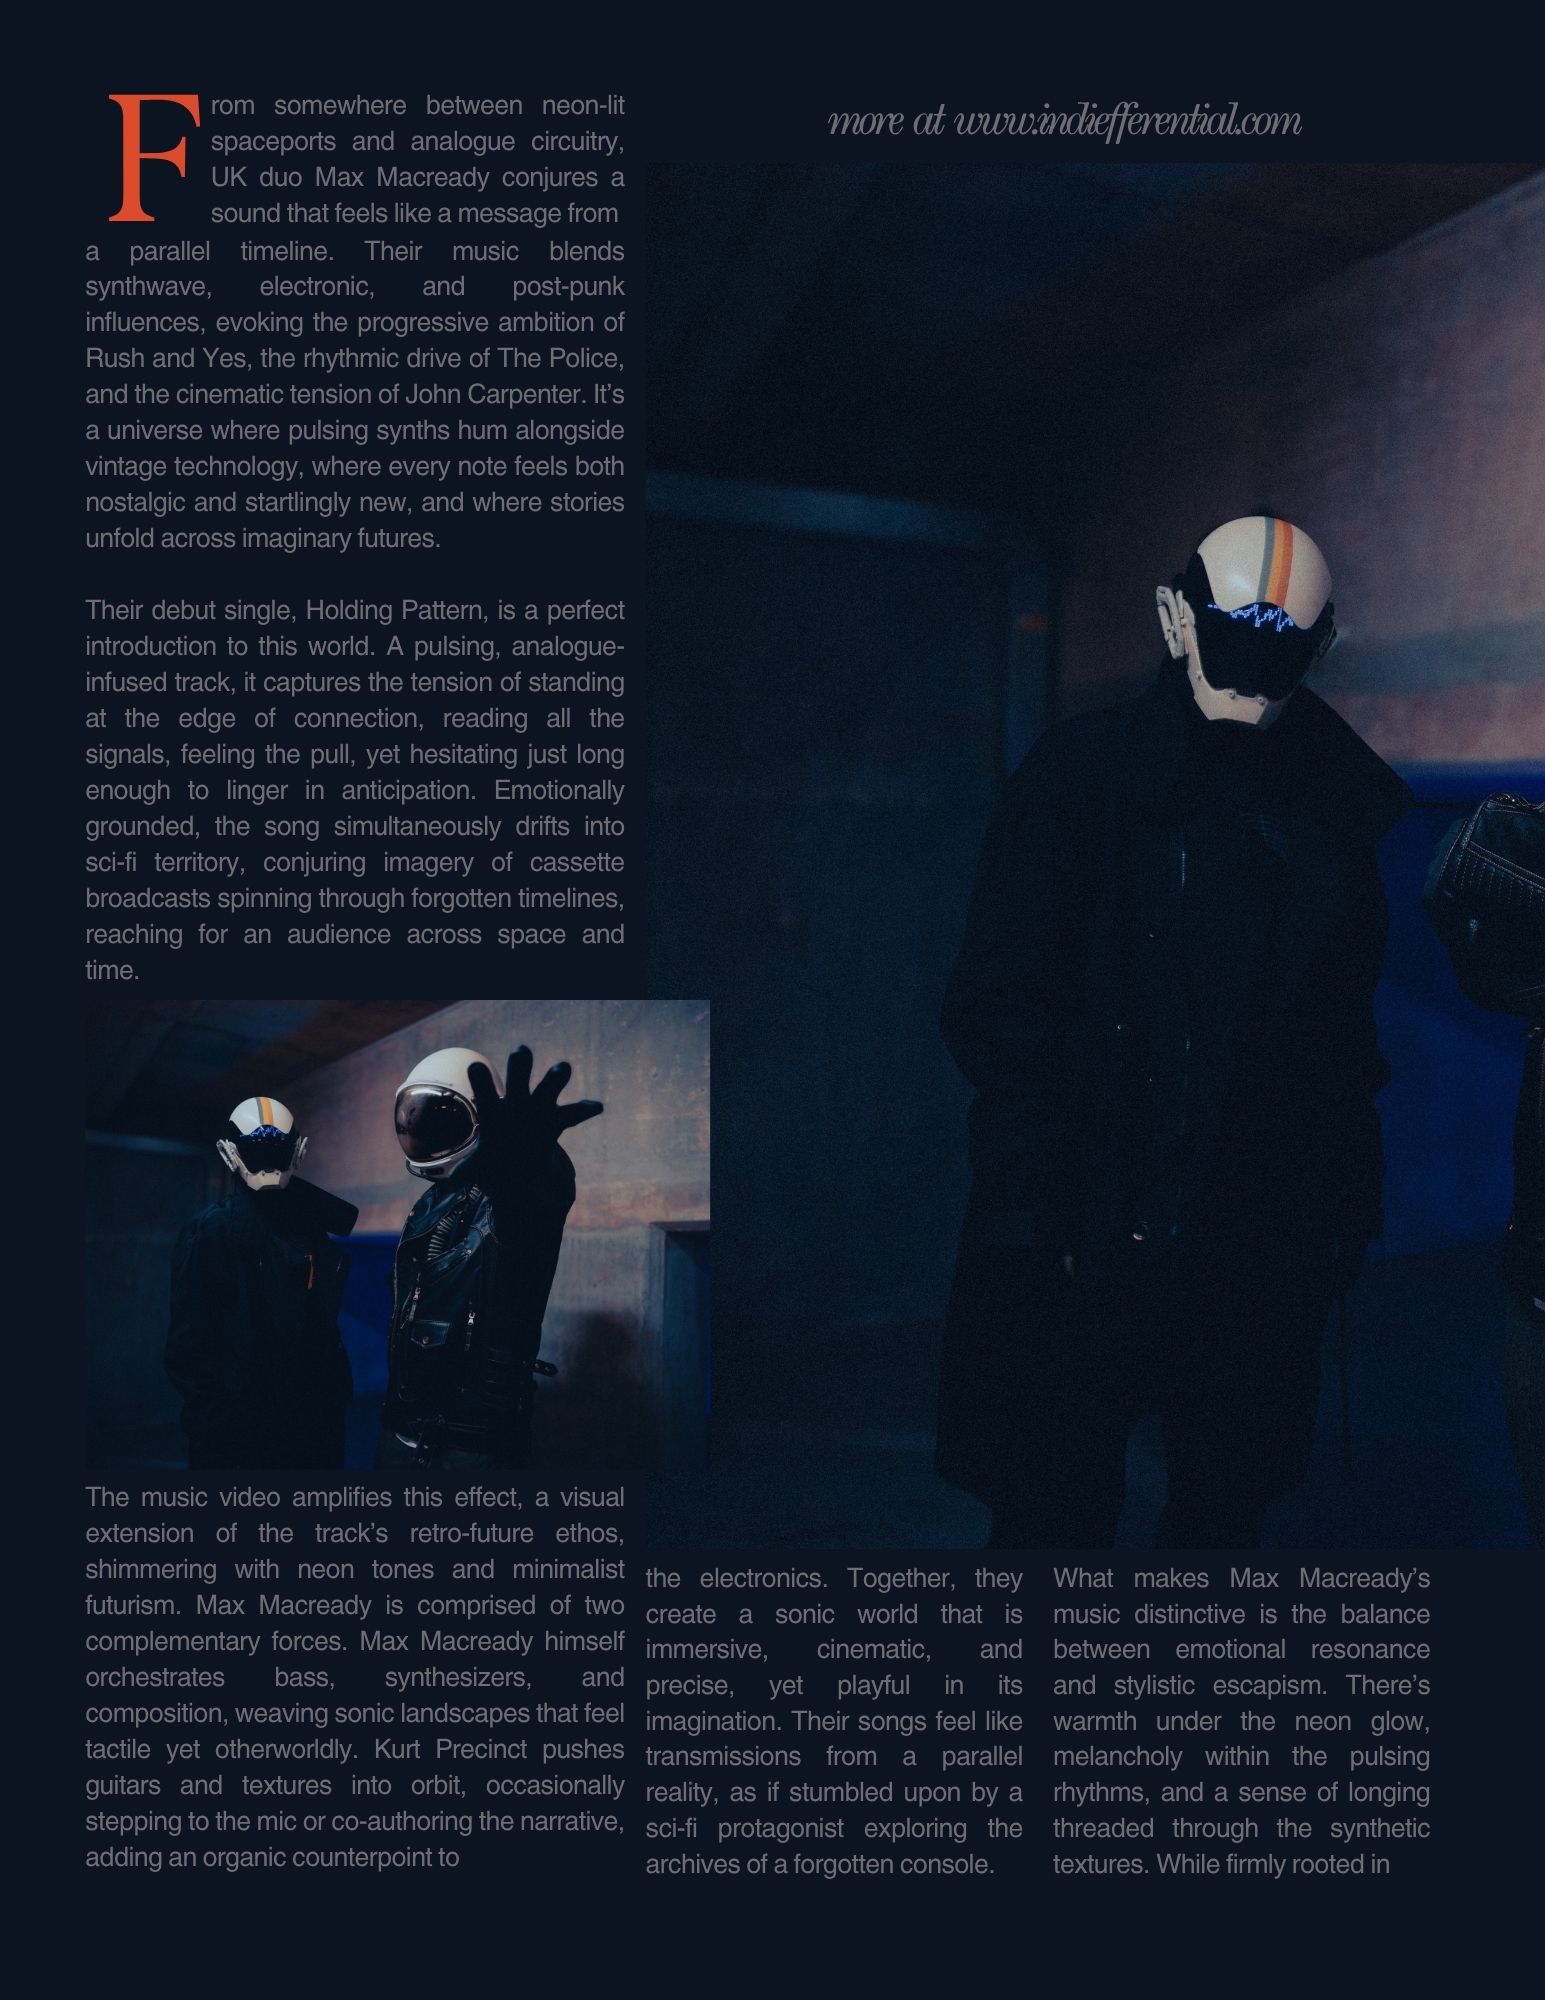 From somewhere between neon-lit
spaceports and analogue circuitry,
UK duo Max Macready conjures a
sound that feels like a message from
a parallel timeline. Their music blends
synthwave, electronic, and post-punk
influences, evoking the progressive ambition of
Rush and Yes, the rhythmic drive of The Police,
and the cinematic tension of John Carpenter. It’s
a universe where pulsing synths hum alongside
vintage technology, where every note feels both
nostalgic and startlingly new, and where stories
unfold across imaginary futures.
Their debut single, Holding Pattern, is a perfect
introduction to this world. A pulsing, analogue-
infused track, it captures the tension of standing
at the edge of connection, reading all the
signals, feeling the pull, yet hesitating just long
enough to linger in anticipation. Emotionally
grounded, the song simultaneously drifts into
sci-fi territory, conjuring imagery of cassette
broadcasts spinning through forgotten timelines,
reaching for an audience across space and
time.
The music video amplifies this effect, a visual
extension of the track’s retro-future ethos,
shimmering with neon tones and minimalist
futurism. Max Macready is comprised of two
complementary forces. Max Macready himself
orchestrates bass, synthesizers, and
composition, weaving sonic landscapes that feel
tactile yet otherworldly. Kurt Precinct pushes
guitars and textures into orbit, occasionally
stepping to the mic or co-authoring the narrative,
adding an organic counterpoint to
more at www.indiefferential.com
the electronics. Together, they
create a sonic world that is
immersive, cinematic, and
precise, yet playful in its
imagination. Their songs feel like
transmissions from a parallel
reality, as if stumbled upon by a
sci-fi protagonist exploring the
archives of a forgotten console.
What makes Max Macready’s
music distinctive is the balance
between emotional resonance
and stylistic escapism. There’s
warmth under the neon glow,
melancholy within the pulsing
rhythms, and a sense of longing
threaded through the synthetic
textures. While firmly rooted in